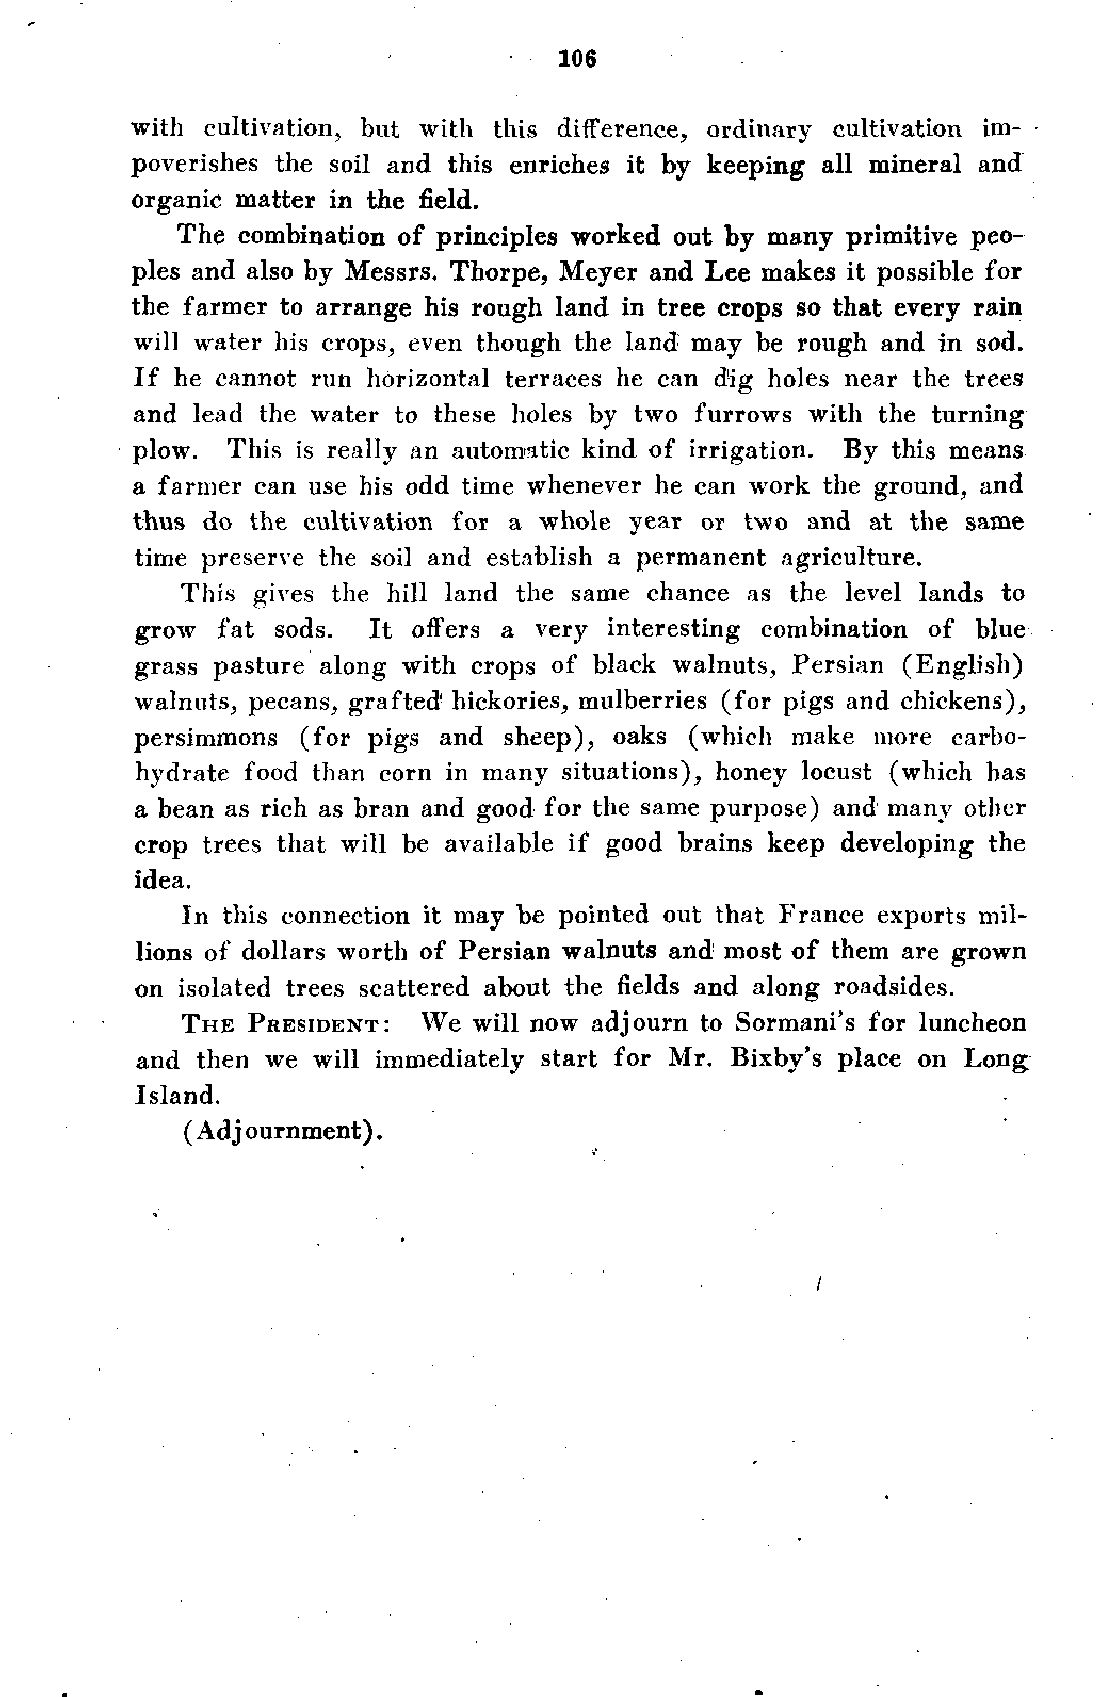 106
with cultivation, but with this difference, ordinary cultivation im-
poverishes the soil and this enriches it by keeping all mineral and
organic matter in the field.
The combination of principles worked out by many primitive peo-
ples and also by Messrs. Thorpe, Meyer and Lee makes it possible for
the farmer to arrange his rough land in tree crops so that every rain
will water his crops, even though the land may be rough and in sod.
If he cannot run horizontal terraces he can dig holes near the trees
and lead the water to these holes by two furrows with the turning
plow. This is really an automatic kind of irrigation. By this means
a farmer can use his odd time whenever he can work the ground, and
thus do the cultivation for a whole year or two and at the same
time preserve the soil and establish a permanent agriculture.
This gives the hill land the same chance as the level lands to
grow fat sods. It offers a very interesting combination of blue
grass pasture along with crops of black walnuts, Persian (English)
walnuts, pecans, grafted hickories, mulberries (for pigs and chickens),
persimmons (for pigs and sheep), oaks (which make more carbo-
hydrate food than corn in many situations), honey locust (which has
a bean as rich as bran and good for the same purpose) and many other
crop trees that will be available if good brains keep developing the
idea.
In this connection it may be pointed out that France exports mil-
lions of dollars worth of Persian walnuts and most of them are grown
on isolated trees scattered about the fields and along roadsides.
THE PRESIDENT: We will now adjourn to Sormani's for luncheon
and then we will immediately start for Mr. Bixby's place on Long
Island.
(Adjournment).